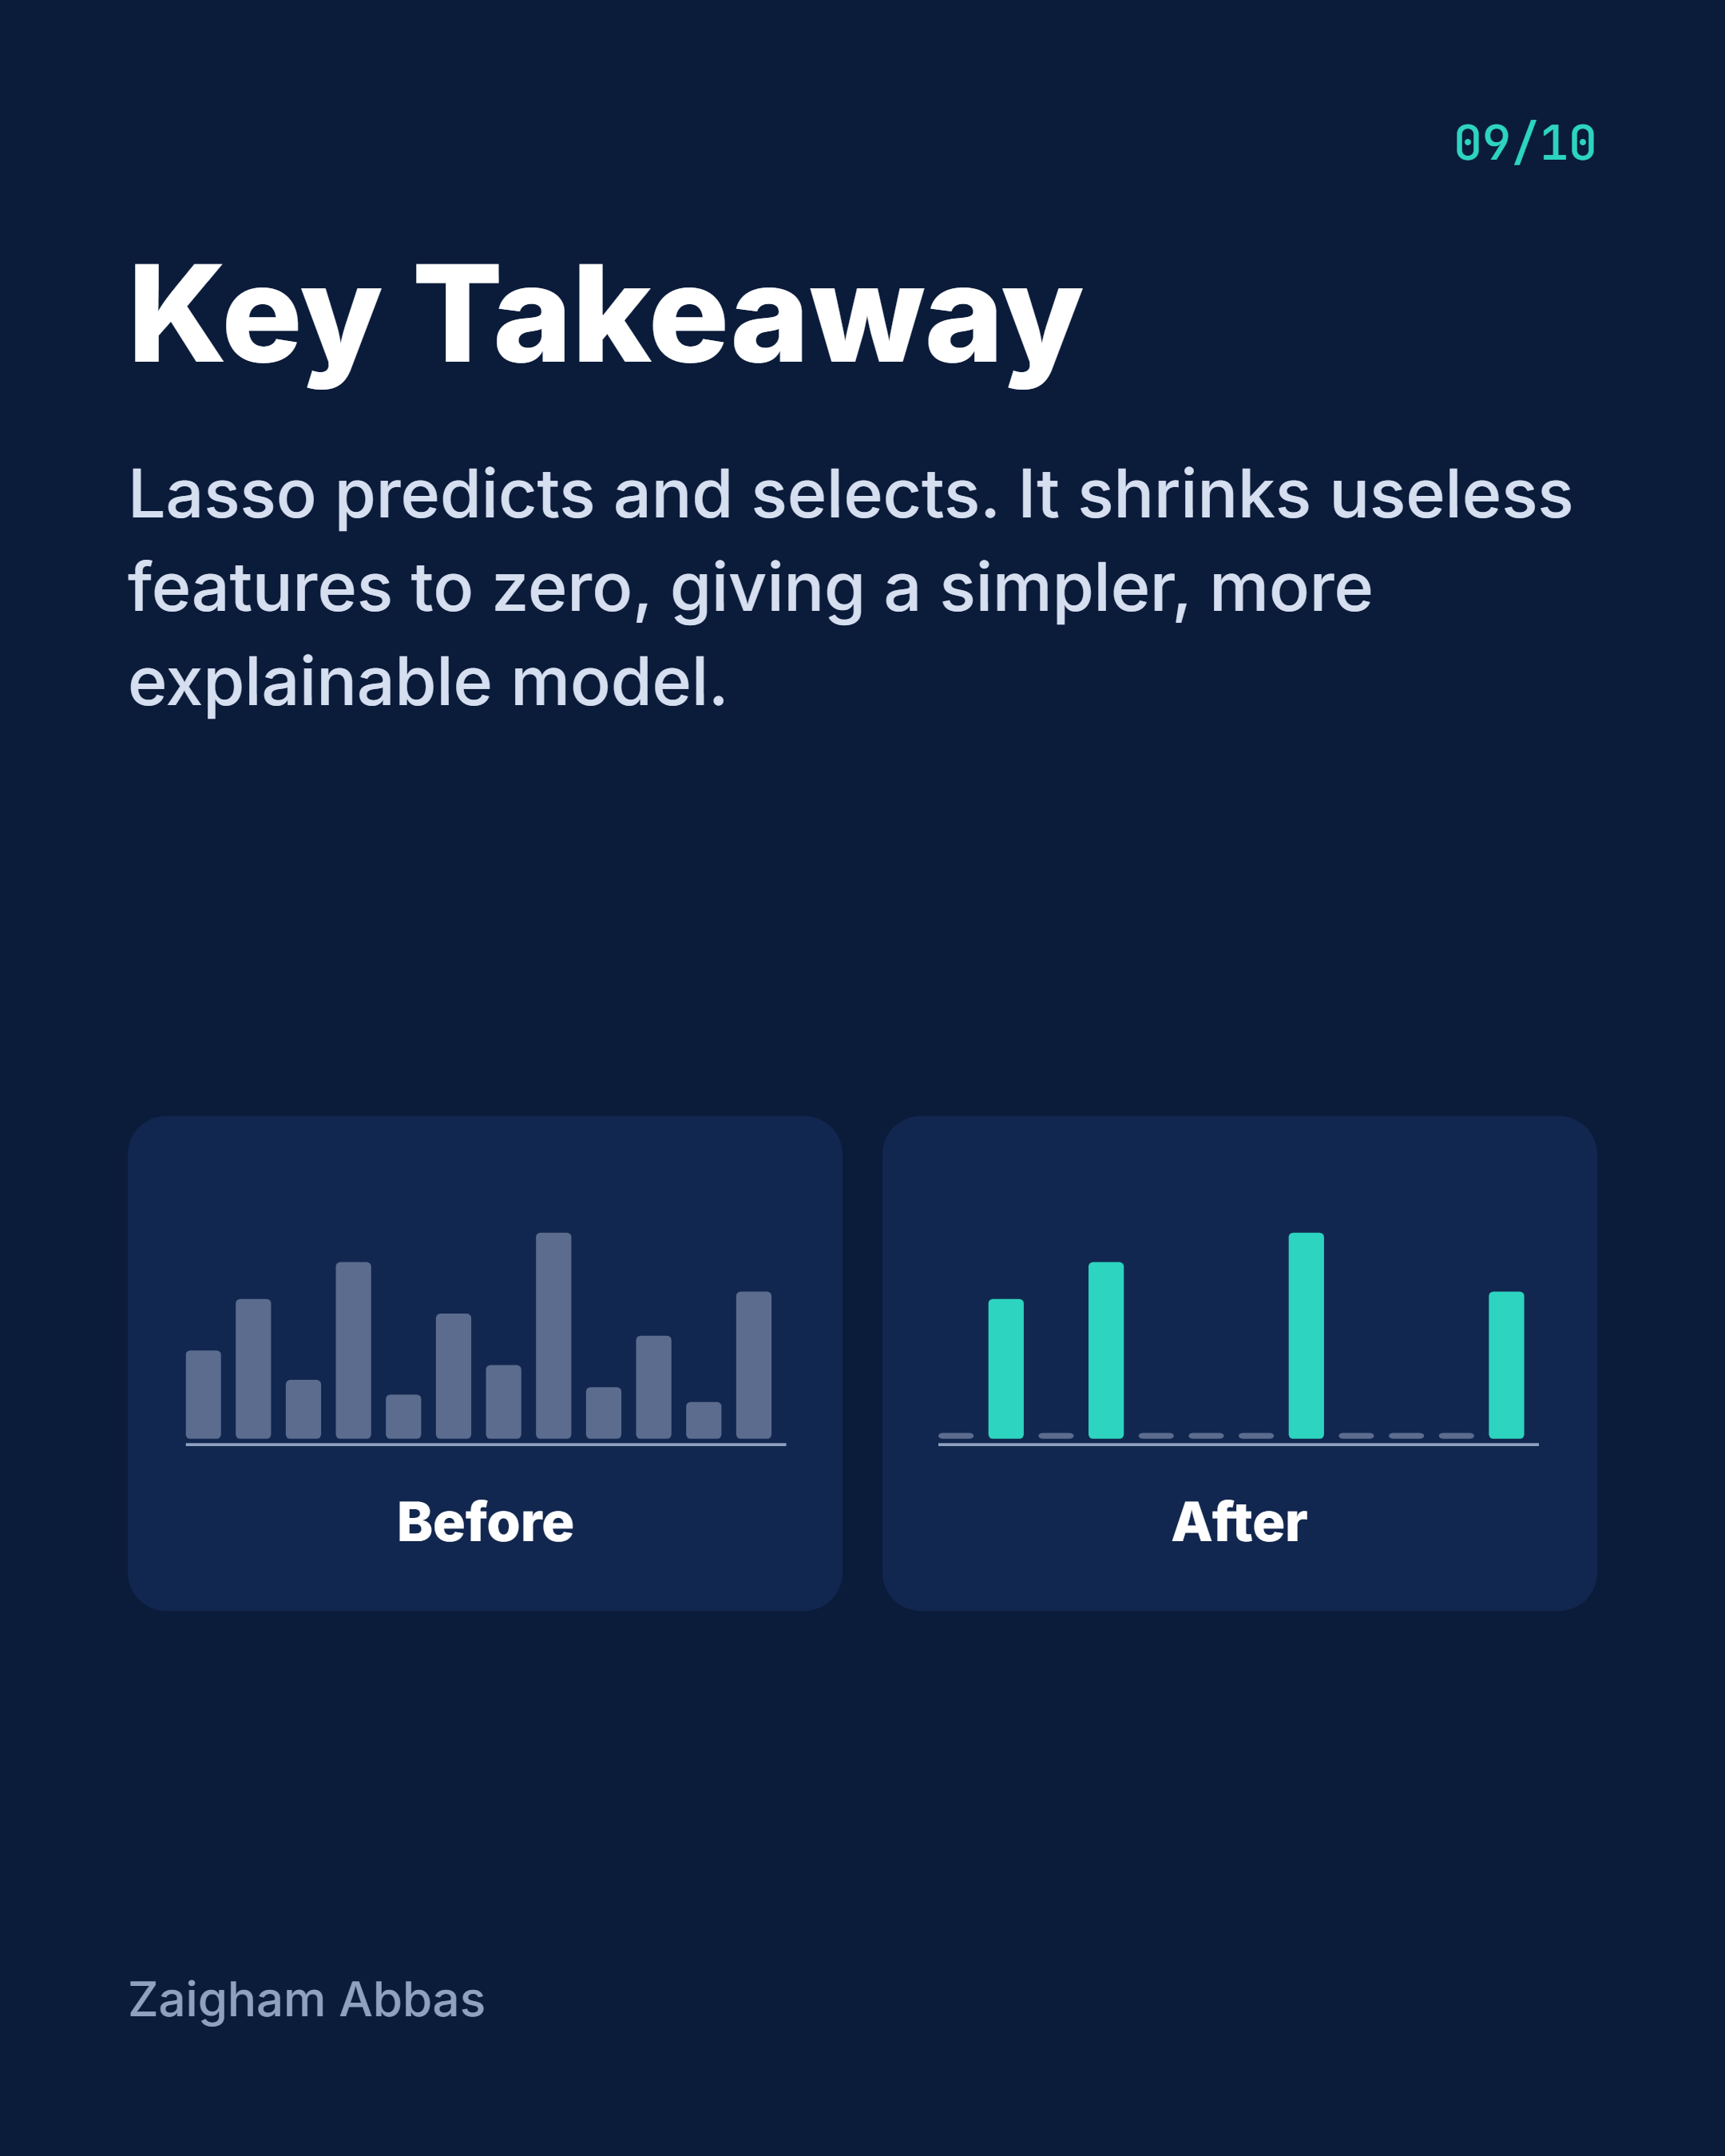 09/10
Key Takeaway
Lasso predicts and selects. It shrinks useless
features to zero, giving a simpler, more
explainable model.
Before
After
Zaigham Abbas